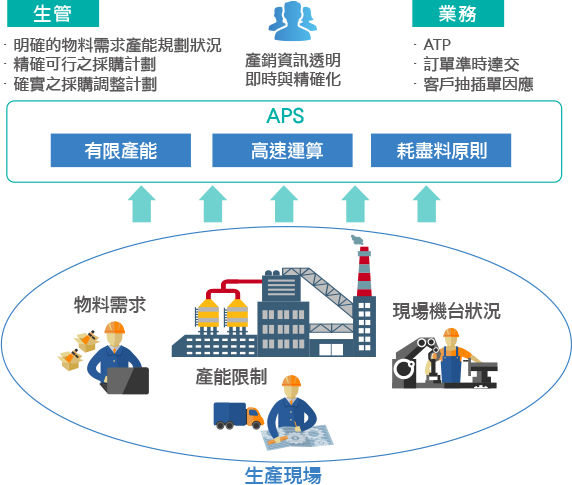 生管
· 明確的物料需求產能規劃狀況
· 精確可行之採購計劃
· 確實之採購調整計劃
產銷資訊透明
即時與精確化
業務
· ATP
· 訂單準時達交
· 客戶抽插單因應
APS
有限產能
高速運算
耗盡料原則
物料需求
現場機台狀況
產能限制
生產現場